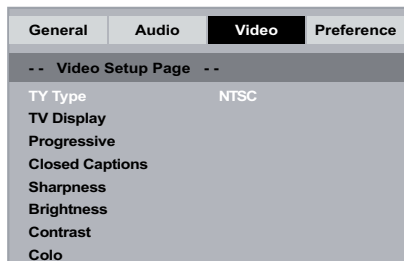 General Audio Video Preference
- - Video Setup Page - -
TY Type NTSC
TV Display
Progressive
Closed Captions
Sharpness
Brightness
Contrast
Colo